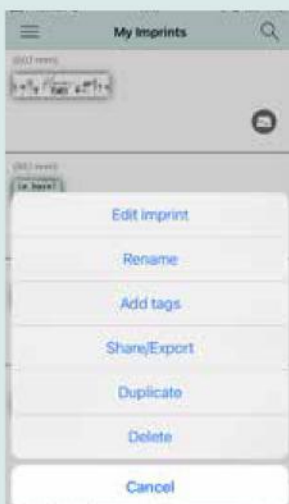 My Imprints
Edit imprint
Rename
Add tags
Share/Export
Duplicate
Delete
Cancel